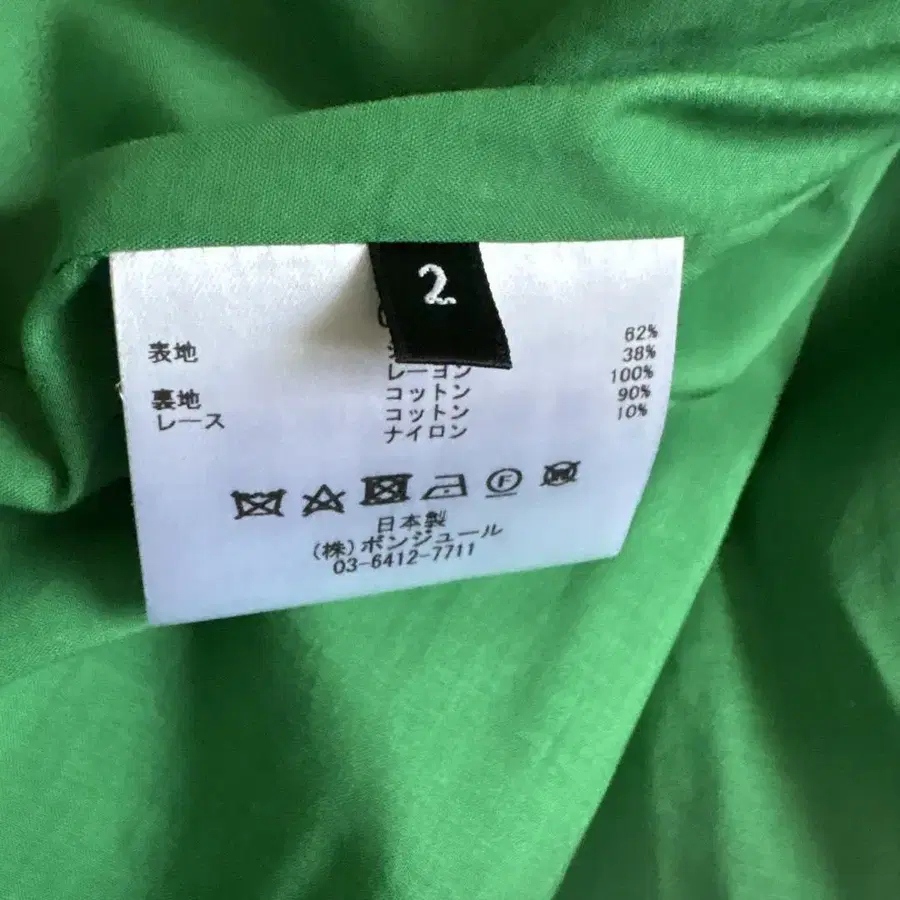 2
表地 62%
レーヨン 38%
裏地 コットン 100%
レース コットン 90%
ナイロン 10%
F
日本製
(株)ボンジュール
03-6412-7711